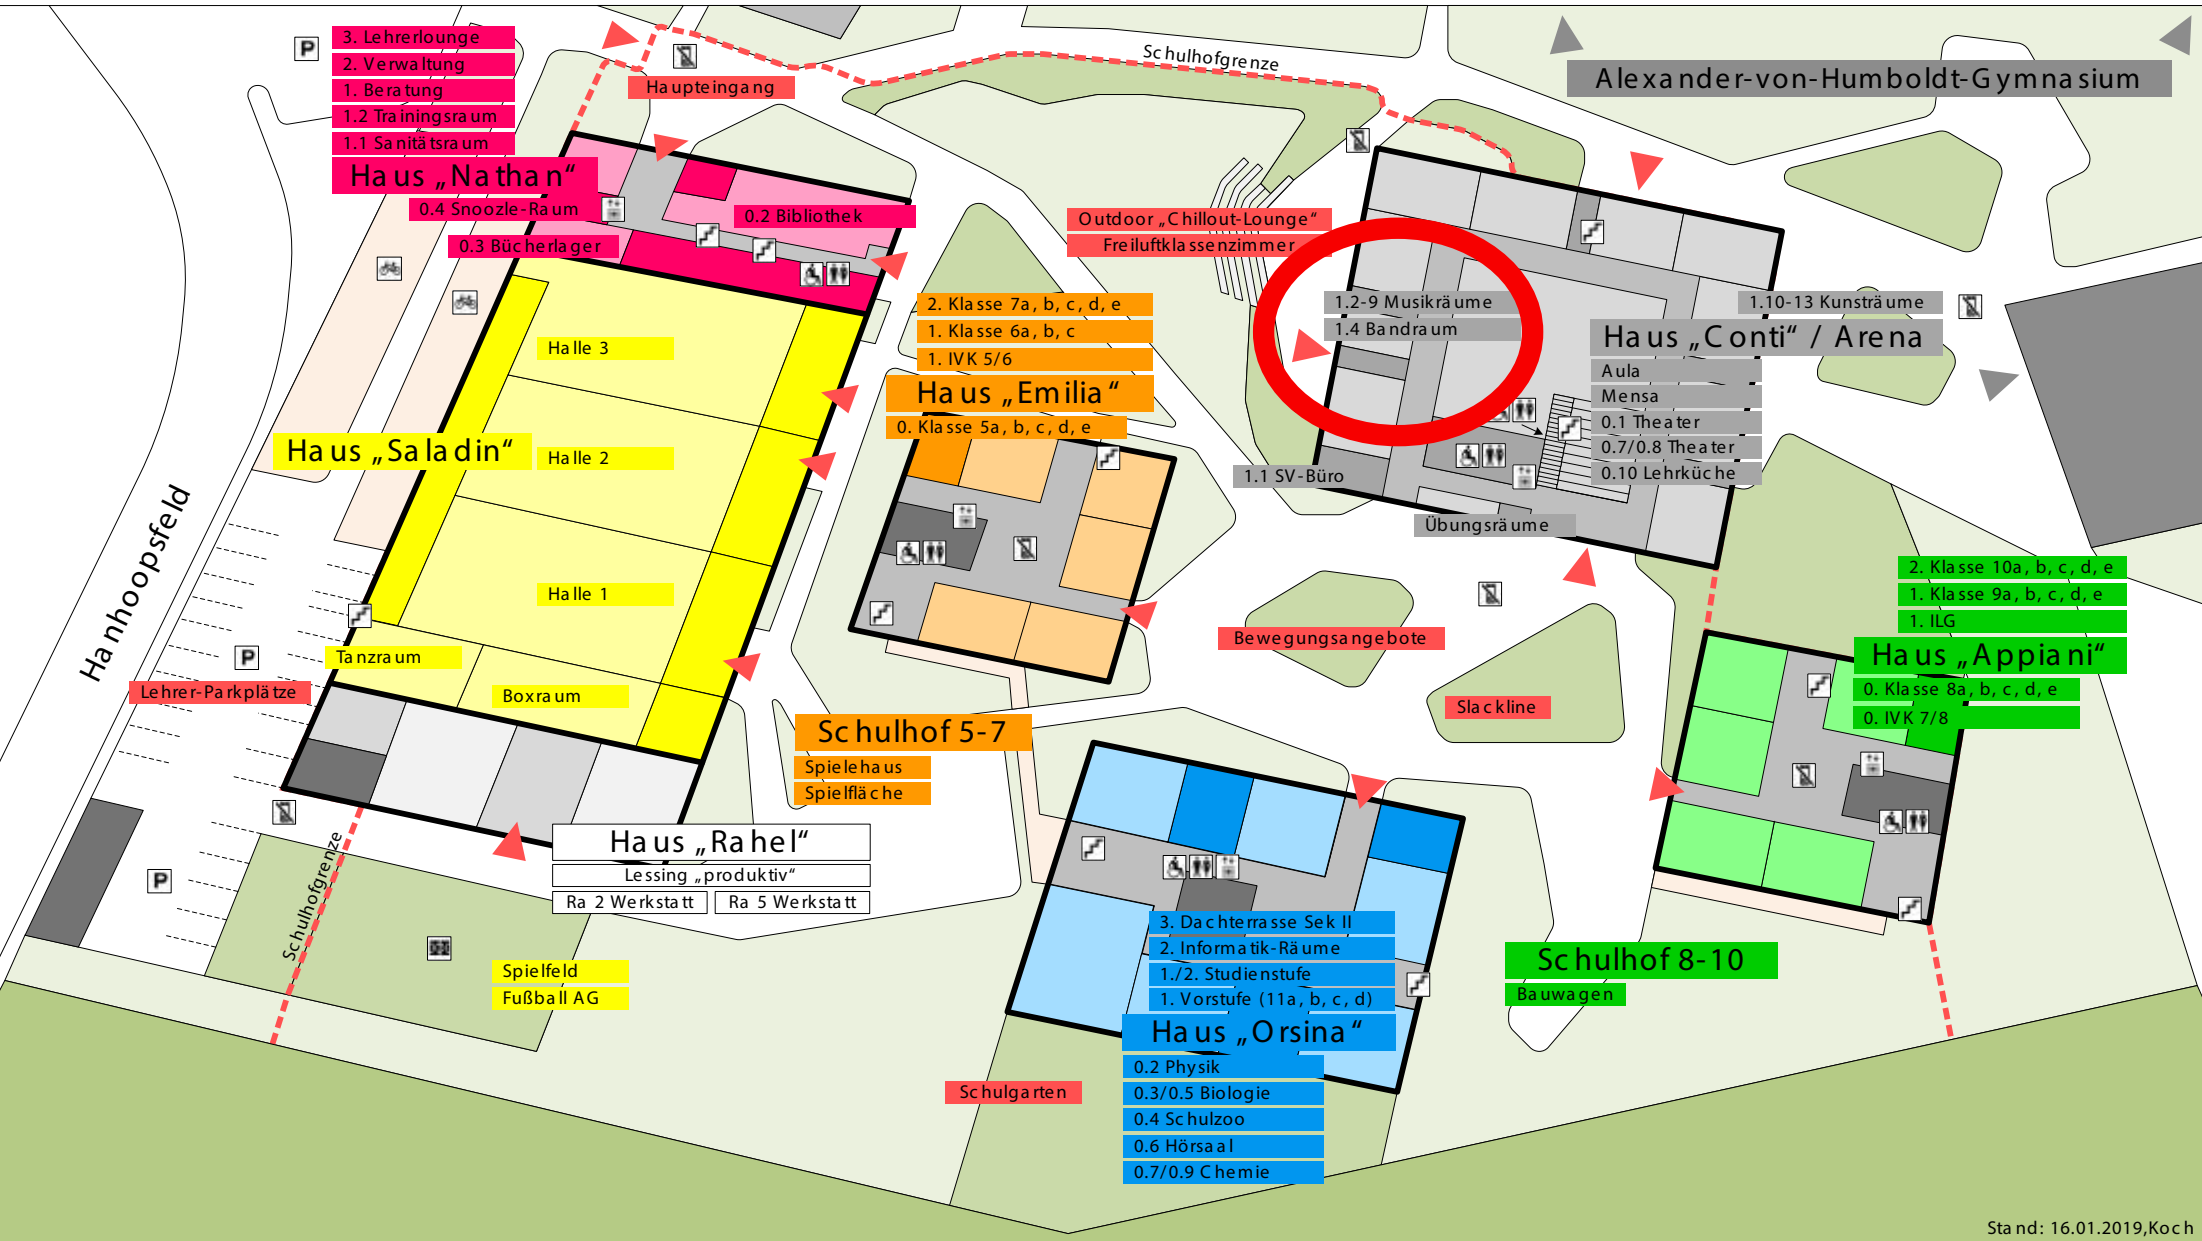 Schulhofgrenze
Alexander-von-Humboldt-Gymnasium
P
3. Lehrerlounge
2. Verwaltung
1. Beratung
1.2 Trainingsraum
1.1 Sanitätsraum
Haus „Nathan“
0.4 Snoozle-Raum
0.3 Bücherlager
0.2 Bibliothek
Haupteingang
Outdoor „Chillout-Lounge“
Freiluftklassenzimmer
1.2-9 Musikräume
1.4 Bandraum
1.10-13 Kunsträume
Haus „Conti“ / Arena
Aula
Mensa
0.1 Theater
0.7/0.8 Theater
0.10 Lehrküche
1.1 SV-Büro
Übungsräume
2. Klasse 7a, b, c, d, e
1. Klasse 6a, b, c
1. IVK 5/6
Haus „Emilia“
0. Klasse 5a, b, c, d, e
Halle 3
Haus „Saladin“
Halle 2
Halle 1
Tanzraum
Boxraum
Hanhoopsfeld
P
Lehrer-Parkplätze
P
2. Klasse 10a, b, c, d, e
1. Klasse 9a, b, c, d, e
1. ILG
Haus „Appiani“
0. Klasse 8a, b, c, d, e
0. IVK 7/8
Bewegungsangebote
Slackline
Schulhof 5-7
Spielehaus
Spielfläche
Haus „Rahel“
Lessing „produktiv“
Ra 2 Werkstatt
Ra 5 Werkstatt
Schulhofgrenze
Spielfeld
Fußball AG
3. Dachterrasse Sek II
2. Informatik-Räume
1./2. Studienstufe
1. Vorstufe (11a, b, c, d)
Haus „Orsina“
0.2 Physik
0.3/0.5 Biologie
0.4 Schulzoo
0.6 Hörsaal
0.7/0.9 Chemie
Schulhof 8-10
Bauwagen
Schulgarten
Stand: 16.01.2019,Koch